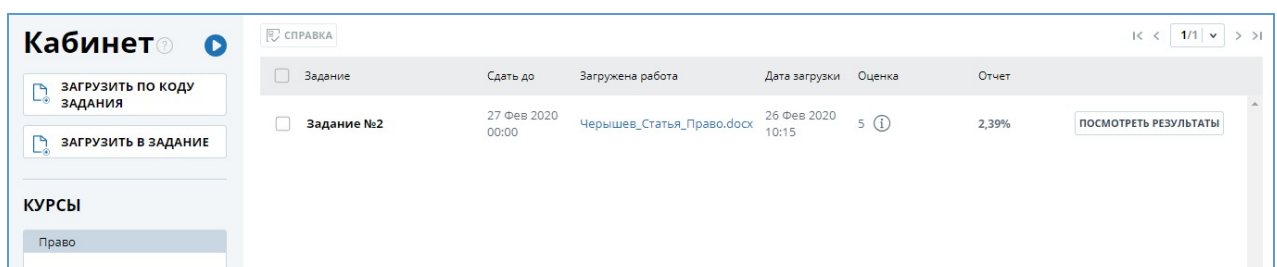 Кабинет
ЗАГРУЗИТЬ ПО КОДУ
ЗАДАНИЯ
ЗАГРУЗИТЬ В ЗАДАНИЕ
КУРСЫ
Право
СПРАВКА
1/1
Задание Сдать до Загружена работа Дата загрузки Оценка Отчет
Задание №2 27 Фев 2020 00:00 Черышев_Статья_Право.docx 26 Фев 2020 10:15 5 2,39% ПОСМОТРЕТЬ РЕЗУЛЬТАТЫ